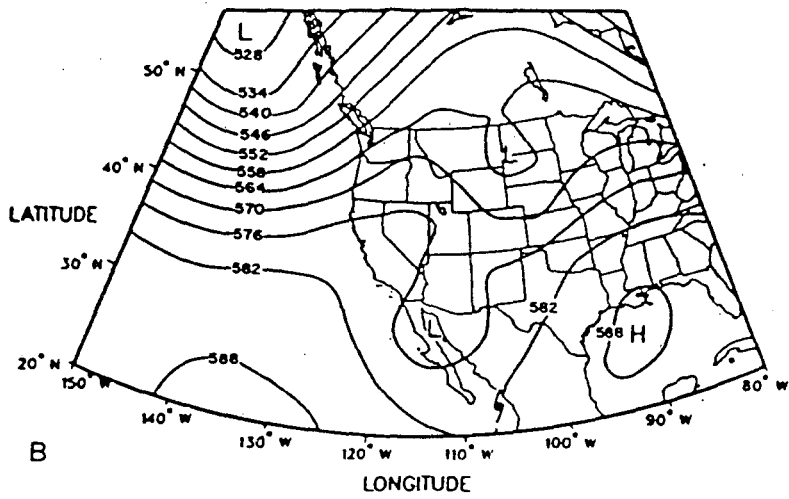 L
528
50° N
534
540
546
552
40° N
558
564
570
LATITUDE
576
30° N
582
582
L
588
H
588
20° N
150° W
80° W
140° W
90° W
130° W
100° W
120° W
110° W
B
LONGITUDE